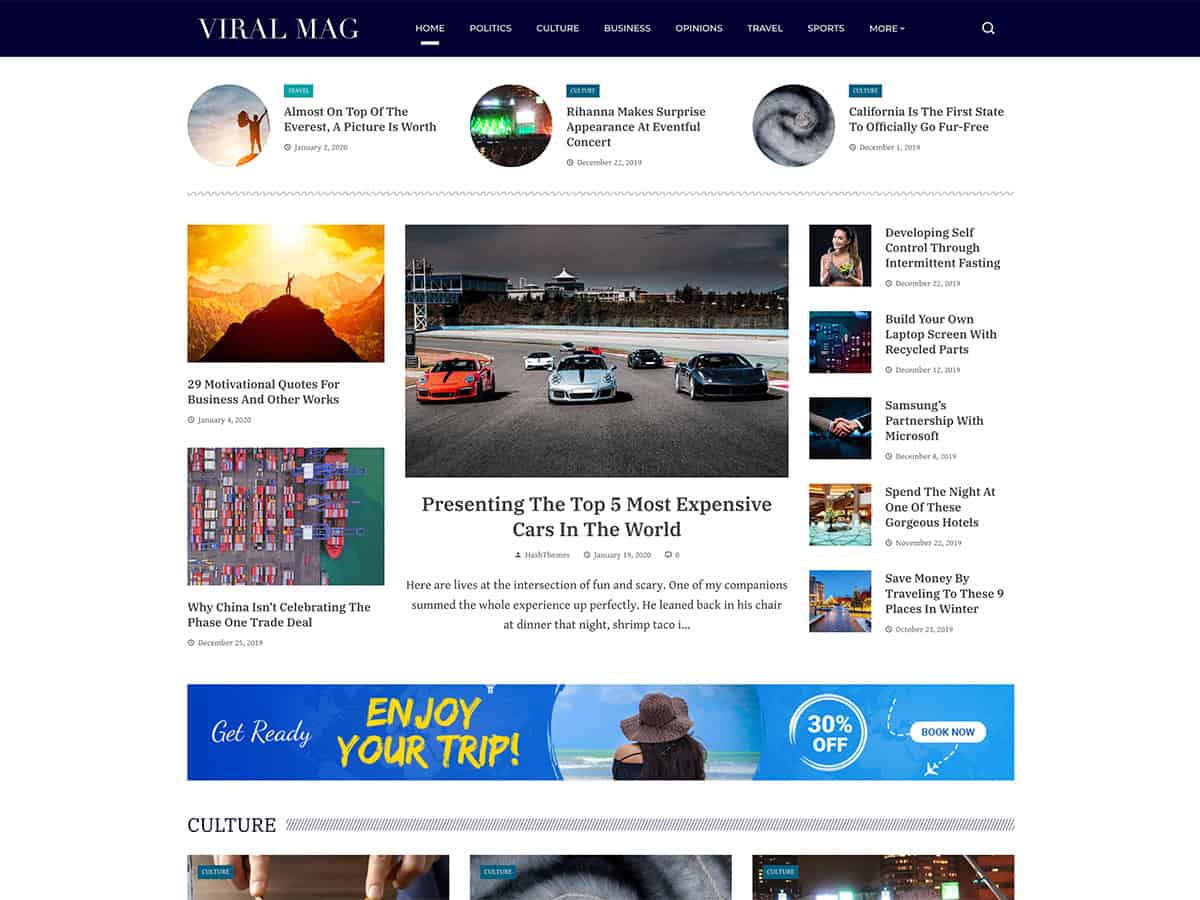 VIRAL MAG
HOME POLITICS CULTURE BUSINESS OPINIONS TRAVEL SPORTS MORE
TRAVEL
Almost On Top Of The
Everest, A Picture Is Worth
January 2, 2020
CULTURE
Rihanna Makes Surprise
Appearance At Eventful
Concert
December 22, 2019
CULTURE
California Is The First State
To Officially Go Fur-Free
December 1, 2019
29 Motivational Quotes For
Business And Other Works
January 4, 2020
Why China Isn't Celebrating The
Phase One Trade Deal
December 25, 2019
Presenting The Top 5 Most Expensive
Cars In The World
HashThemes January 19, 2020 0
Here are lives at the intersection of fun and scary. One of my companions
summed the whole experience up perfectly. He leaned back in his chair
at dinner that night, shrimp taco i...
Developing Self
Control Through
Intermittent Fasting
December 22, 2019
Build Your Own
Laptop Screen With
Recycled Parts
December 12, 2019
Samsung's
Partnership With
Microsoft
December 8, 2019
Spend The Night At
One Of These
Gorgeous Hotels
November 22, 2019
Save Money By
Traveling To These 9
Places In Winter
October 23, 2019
Get Ready
ENJOY
YOUR TRIP!
30%
OFF
BOOK NOW
CULTURE
CULTURE
CULTURE
CULTURE